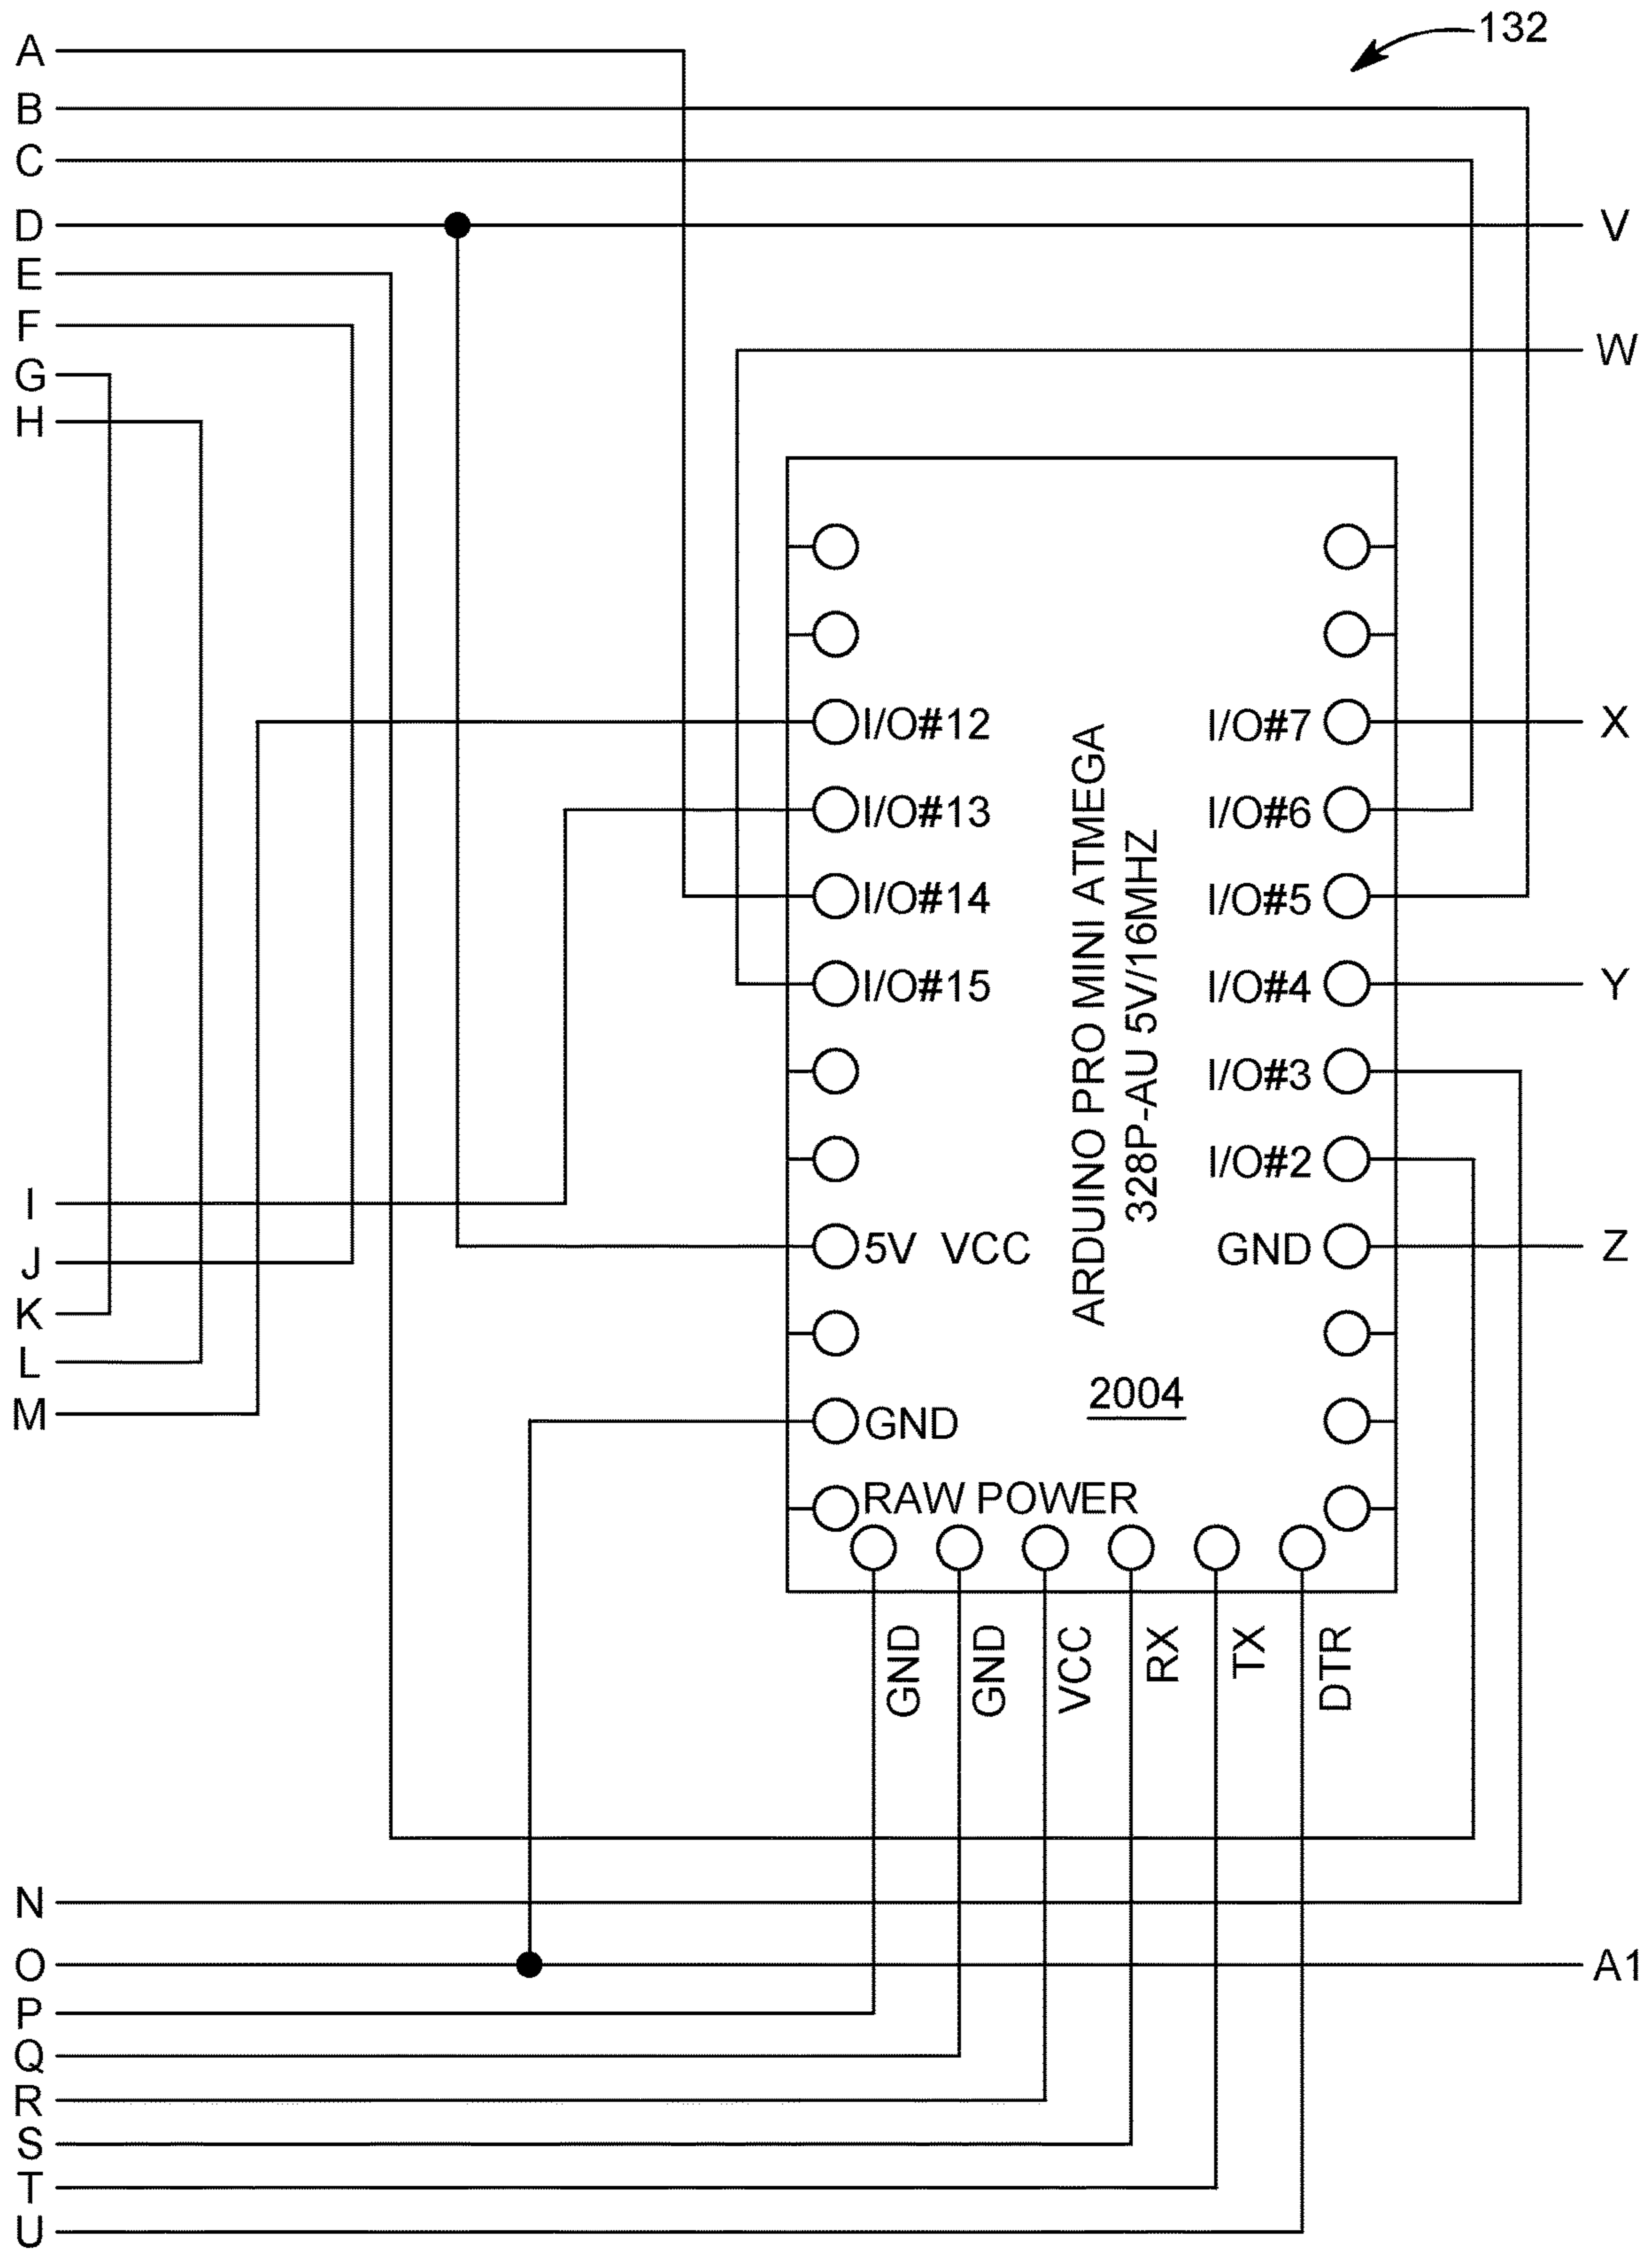 132
A
B
C
D
V
E
F
W
G
H
I/O#12
I/O#7
X
I/O#13
I/O#6
I/O#14
I/O#5
I/O#15
I/O#4
Y
I/O#3
I/O#2
ARDUINO PRO MINI ATMEGA
328P-AU 5V/16MHZ
I
5V VCC
GND
Z
J
K
L
2004
M
GND
RAW POWER
GND
GND
VCC
RX
TX
DTR
N
O
A1
P
Q
R
S
T
U